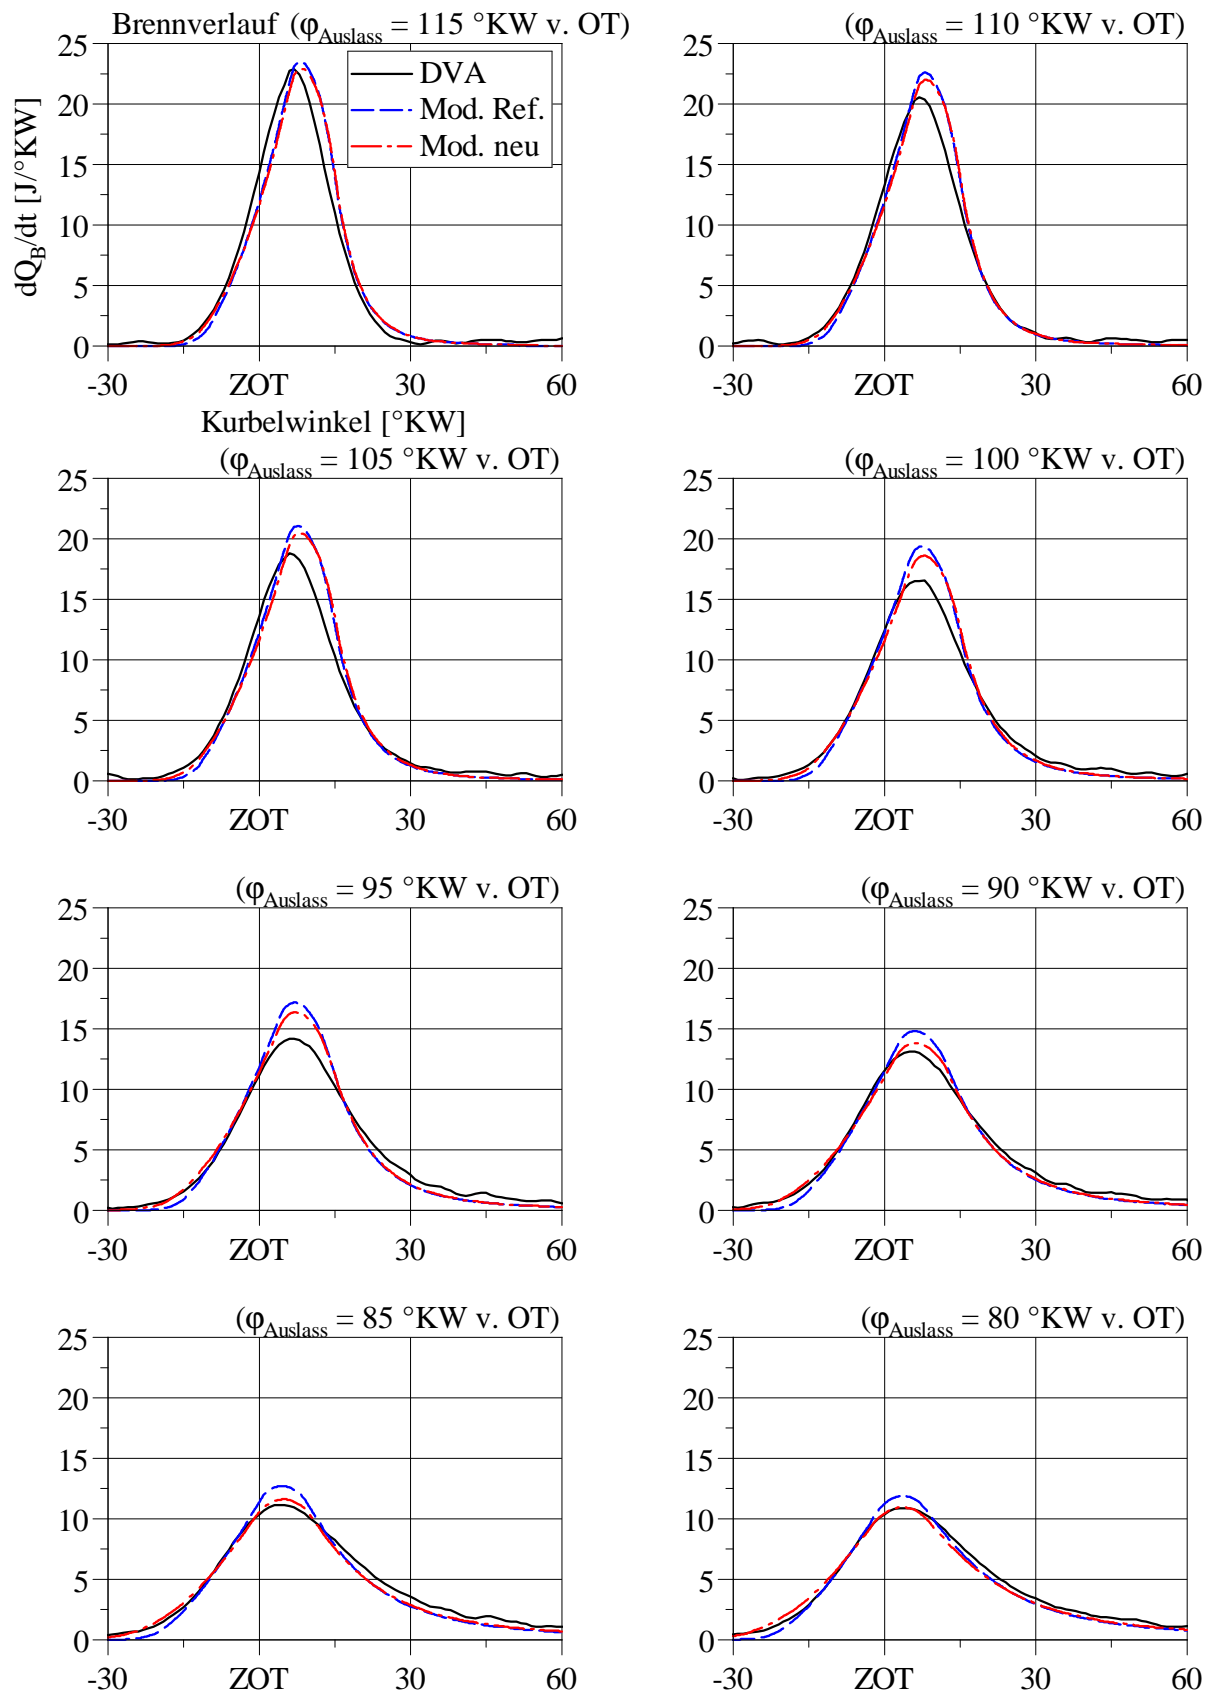 Brennverlauf (φAuslass = 115 °KW v. OT)
(φAuslass = 110 °KW v. OT)
DVA
Mod. Ref.
Mod. neu
dQB/dt [J/°KW]
25
20
15
10
5
0
-30 ZOT 30 60
Kurbelwinkel [°KW]
25
20
15
10
5
0
-30 ZOT 30 60
(φAuslass = 105 °KW v. OT)
25
20
15
10
5
0
-30 ZOT 30 60
(φAuslass = 100 °KW v. OT)
25
20
15
10
5
0
-30 ZOT 30 60
(φAuslass = 95 °KW v. OT)
25
20
15
10
5
0
-30 ZOT 30 60
(φAuslass = 90 °KW v. OT)
25
20
15
10
5
0
-30 ZOT 30 60
(φAuslass = 85 °KW v. OT)
25
20
15
10
5
0
-30 ZOT 30 60
(φAuslass = 80 °KW v. OT)
25
20
15
10
5
0
-30 ZOT 30 60